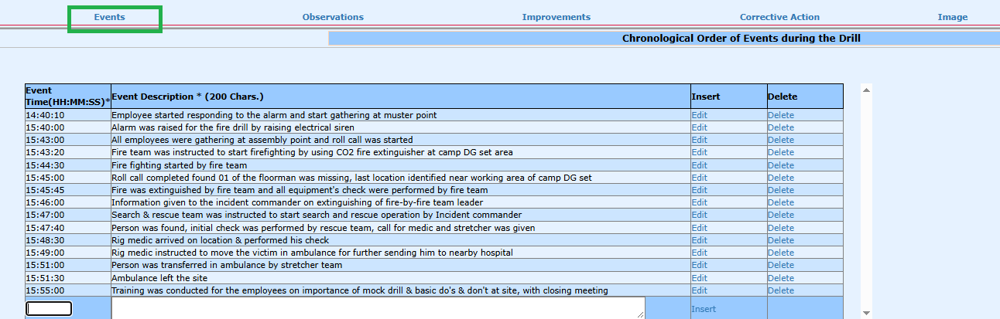 Events Observations Improvements Corrective Action Image
Chronological Order of Events during the Drill
Event Time(HH:MM:SS)* Event Description * (200 Chars.) Insert Delete
14:40:10 Employee started responding to the alarm and start gathering at muster point Edit Delete
15:40:00 Alarm was raised for the fire drill by raising electrical siren Edit Delete
15:43:00 All employees were gathering at assembly point and roll call was started Edit Delete
15:43:20 Fire team was instructed to start firefighting by using CO2 fire extinguisher at camp DG set area Edit Delete
15:44:30 Fire fighting started by fire team Edit Delete
15:45:00 Roll call completed found 01 of the floorman was missing, last location identified near working area of camp DG set Edit Delete
15:45:45 Fire was extinguished by fire team and all equipment's check were performed by fire team Edit Delete
15:46:00 Information given to the incident commander on extinguishing of fire-by-fire team leader Edit Delete
15:47:00 Search & rescue team was instructed to start search and rescue operation by Incident commander Edit Delete
15:47:40 Person was found, initial check was performed by rescue team, call for medic and stretcher was given Edit Delete
15:48:30 Rig medic arrived on location & performed his check Edit Delete
15:49:00 Rig medic instructed to move the victim in ambulance for further sending him to nearby hospital Edit Delete
15:51:00 Person was transferred in ambulance by stretcher team Edit Delete
15:51:30 Ambulance left the site Edit Delete
15:55:00 Training was conducted for the employees on importance of mock drill & basic do's & don't at site, with closing meeting Edit Delete
Insert